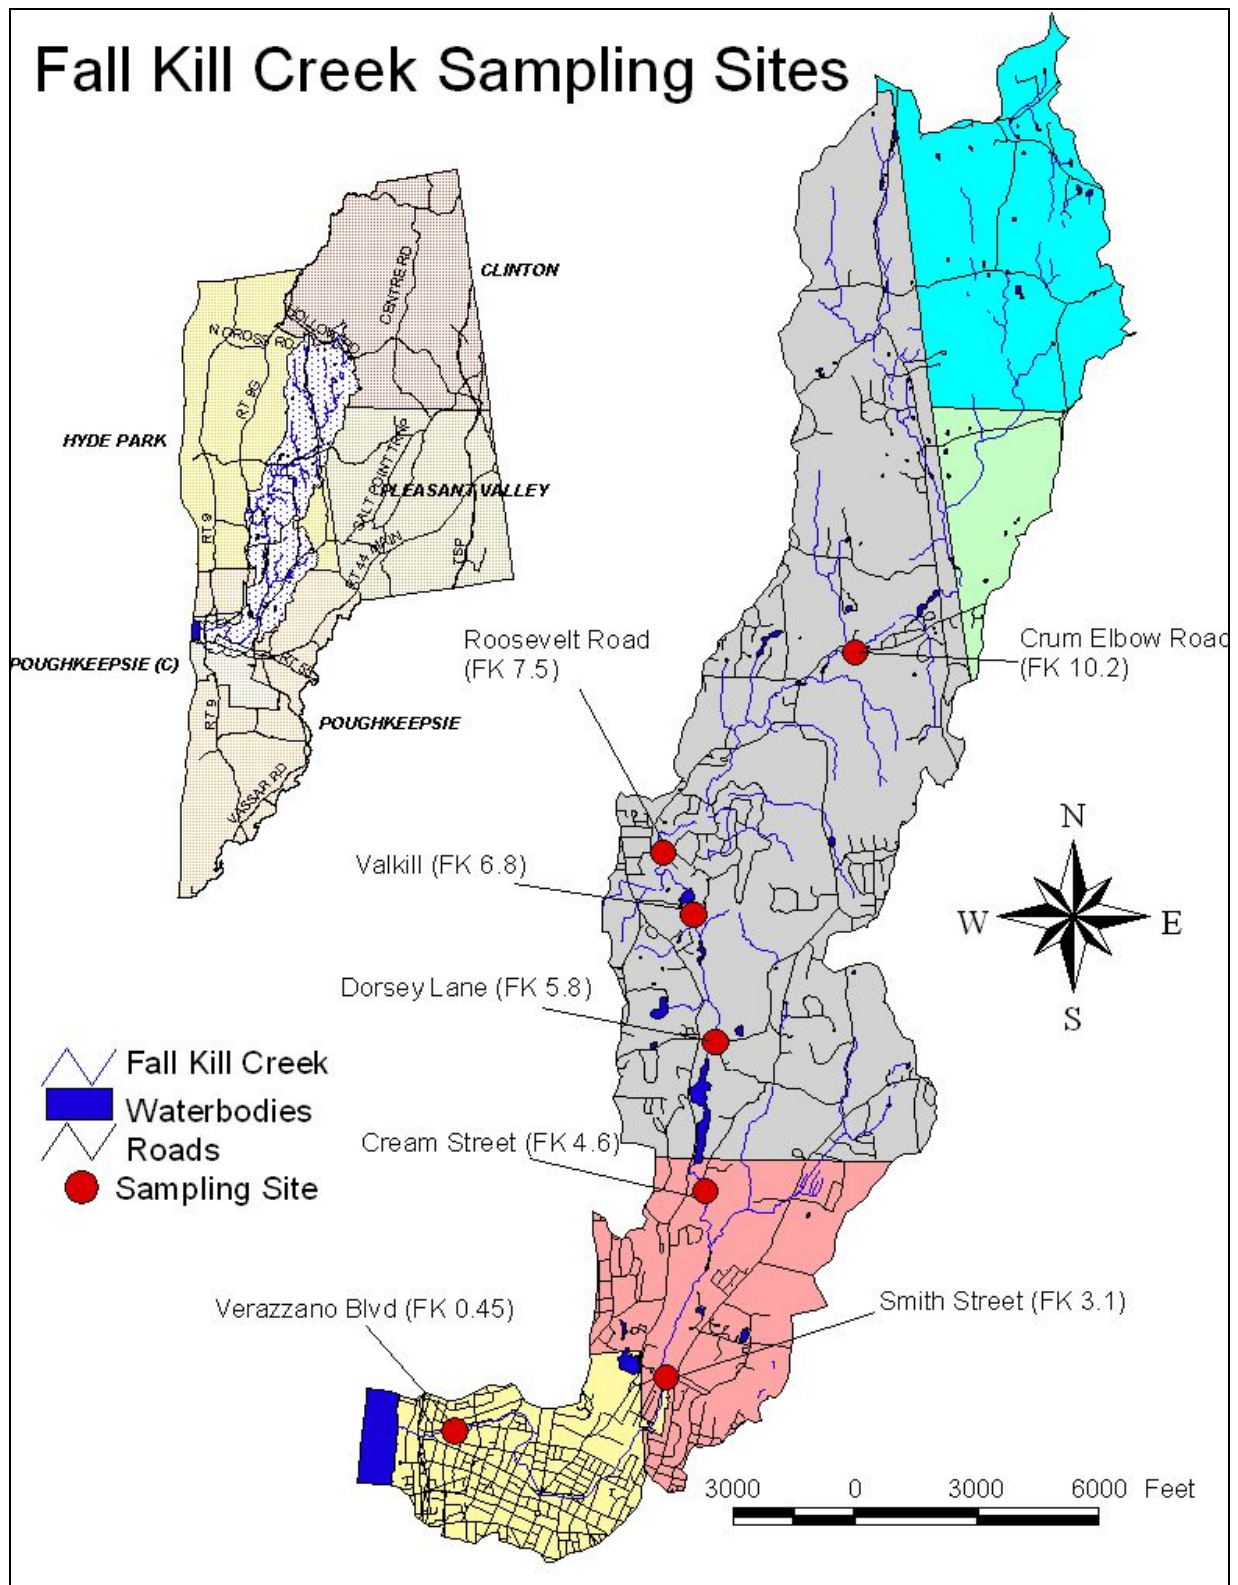 Fall Kill Creek Sampling Sites
CLINTON
CENTRE RD
N CROSS RD
RT 9G
HYDE PARK
SALT POINT TRNP
PLEASANT VALLEY
RT 9
RT 44 MAIN
TSP
Roosevelt Road
(FK 7.5)
Crum Elbow Road
(FK 10.2)
POUGHKEEPSIE (C)
RT 9
POUGHKEEPSIE
VASSAR RD
Valkill (FK 6.8)
N
W
E
S
Dorsey Lane (FK 5.8)
Fall Kill Creek
Waterbodies
Roads
Sampling Site
Cream Street (FK 4.6)
Verazzano Blvd (FK 0.45)
Smith Street (FK 3.1)
3000 0 3000 6000 Feet